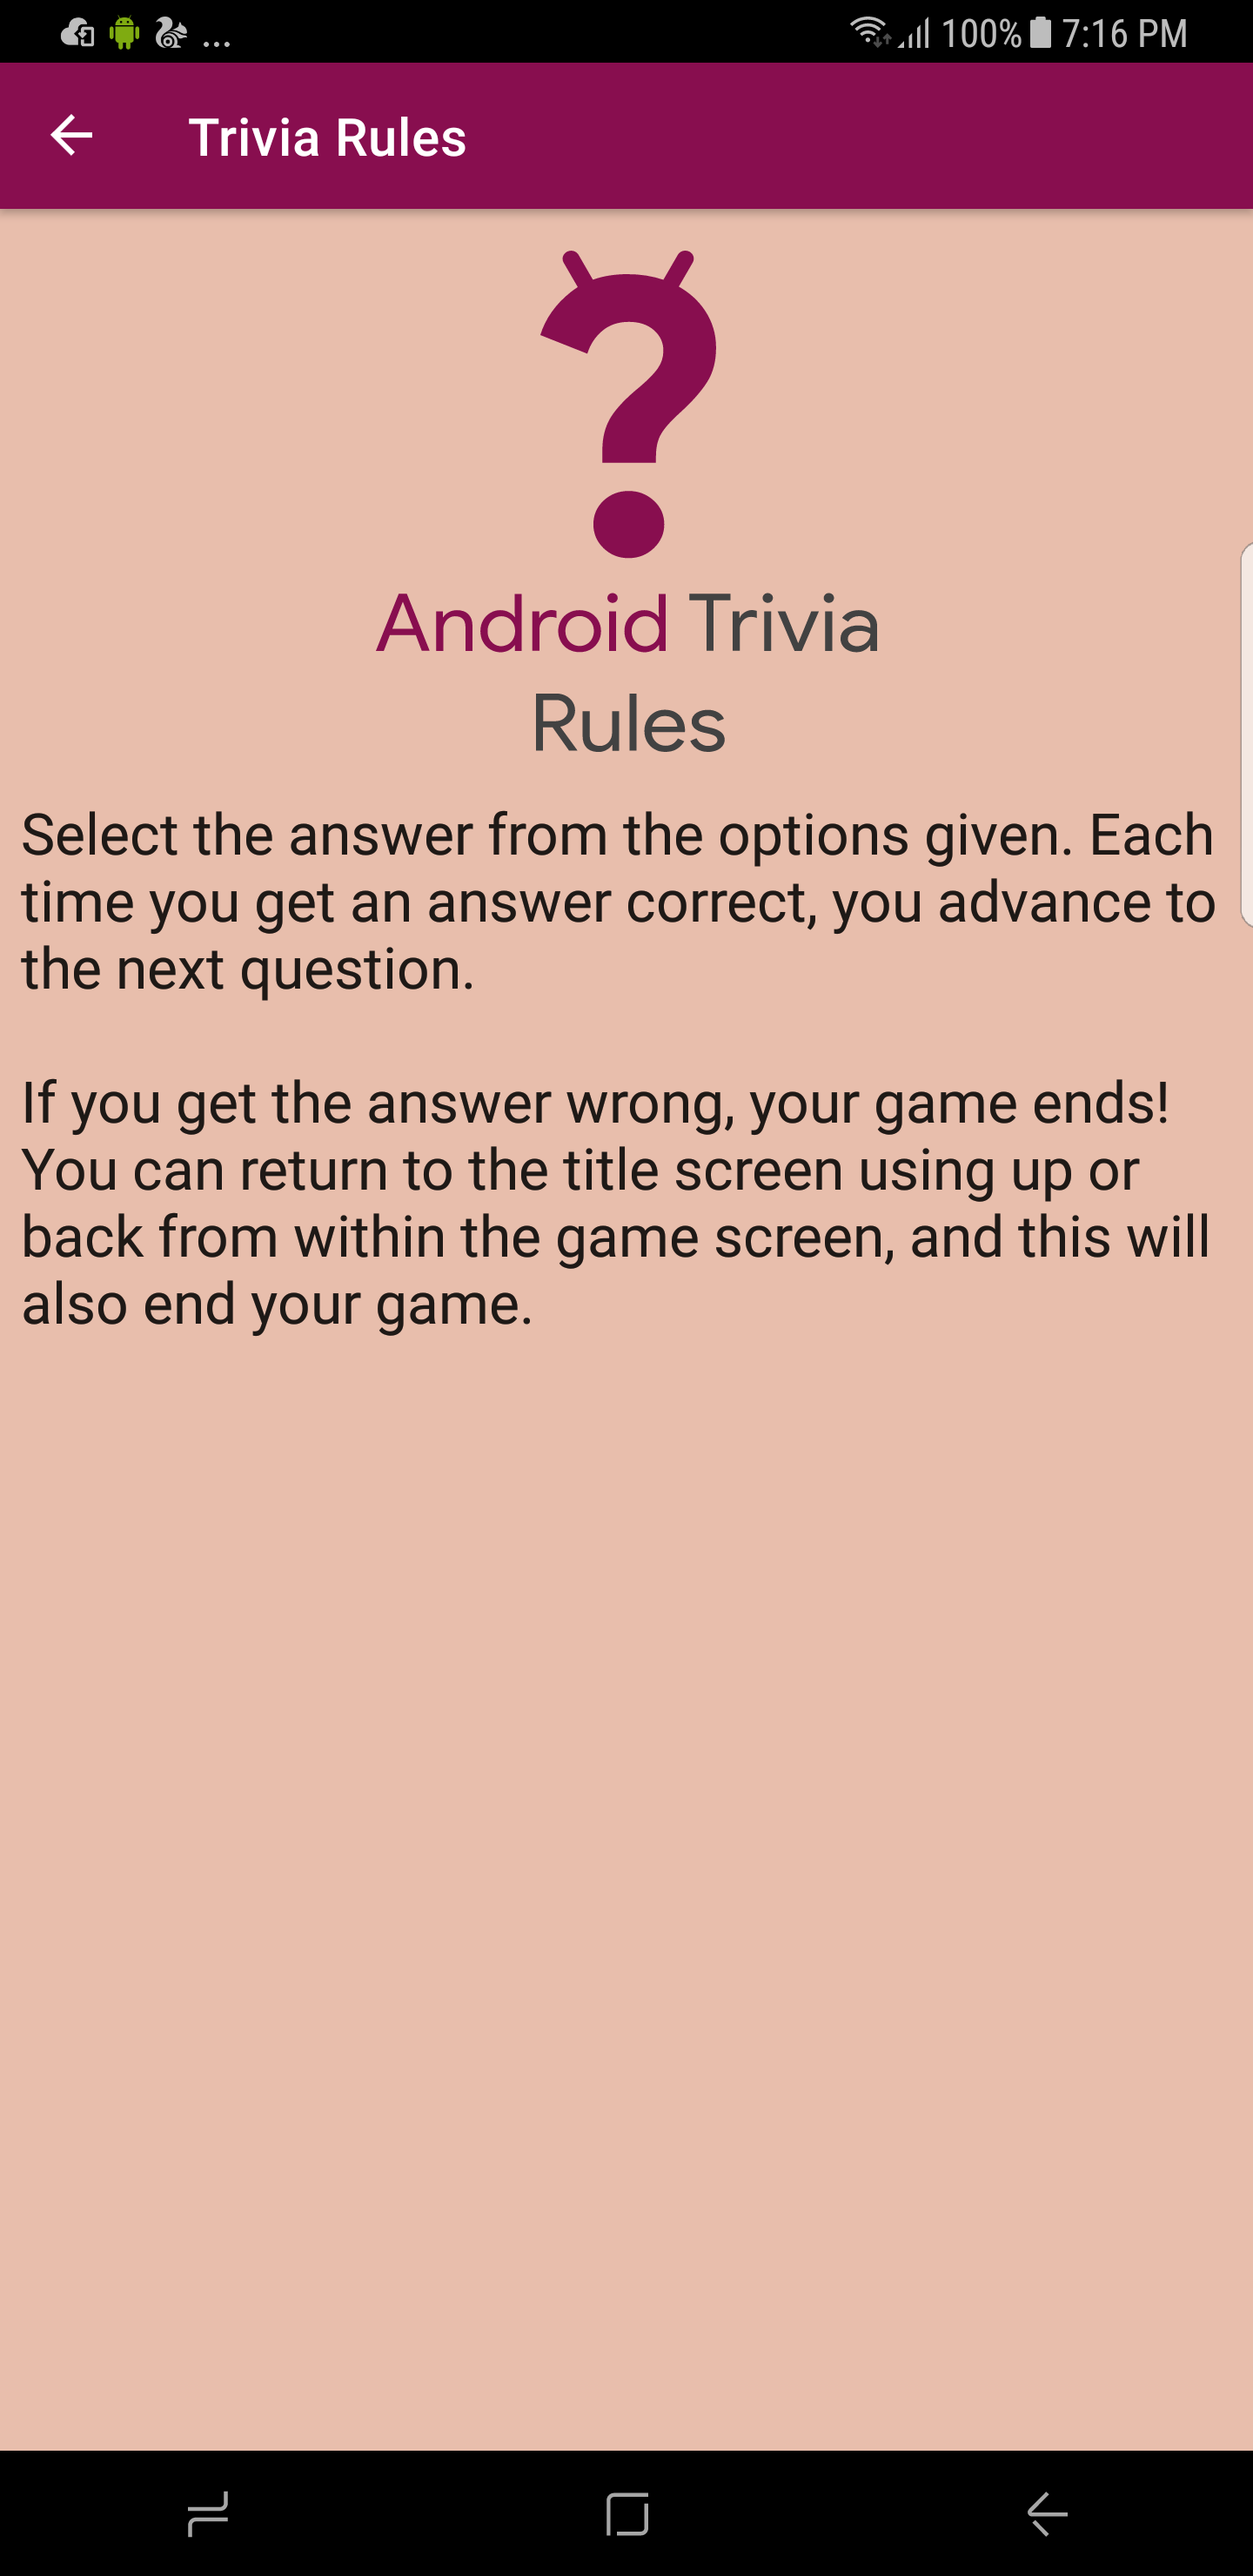 ... 100% 7:16 PM
Trivia Rules
Android Trivia
Rules
Select the answer from the options given. Each
time you get an answer correct, you advance to
the next question.
If you get the answer wrong, your game ends!
You can return to the title screen using up or
back from within the game screen, and this will
also end your game.